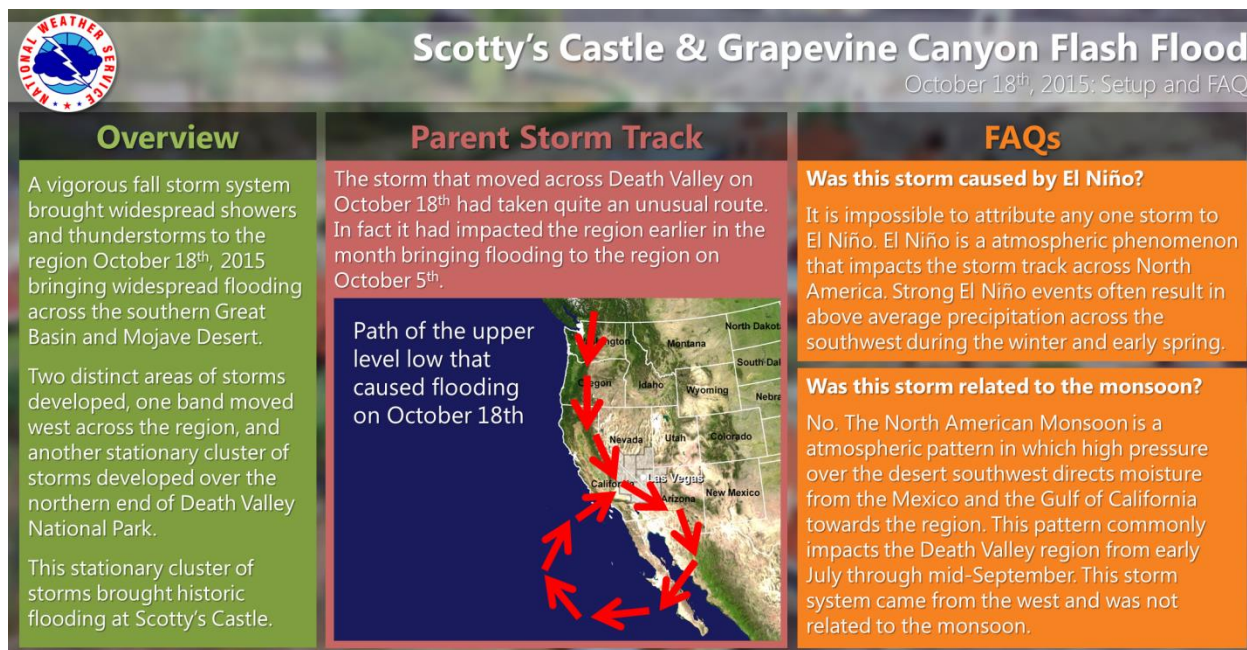 NATIONAL WEATHER SERVICE
Scotty's Castle & Grapevine Canyon Flash Flood
October 18th, 2015: Setup and FAQ
Overview
A vigorous fall storm system
brought widespread showers
and thunderstorms to the
region October 18th, 2015
bringing widespread flooding
across the southern Great
Basin and Mojave Desert.
Two distinct areas of storms
developed, one band moved
west across the region, and
another stationary cluster of
storms developed over the
northern end of Death Valley
National Park.
This stationary cluster of
storms brought historic
flooding at Scotty's Castle.
Parent Storm Track
The storm that moved across Death Valley on
October 18th had taken quite an unusual route.
In fact it had impacted the region earlier in the
month bringing flooding to the region on
October 5th.
Path of the upper
level low that
caused flooding
on October 18th
North Dakot
Montana
South Dak
Oregon
Idaho
Wyoming
Nebra
Nevada
Utah
Colorado
Las Vegas
California
Arizona
New Mexico
FAQs
Was this storm caused by El Niño?
It is impossible to attribute any one storm to
El Niño. El Niño is a atmospheric phenomenon
that impacts the storm track across North
America. Strong El Niño events often result in
above average precipitation across the
southwest during the winter and early spring.
Was this storm related to the monsoon?
No. The North American Monsoon is a
atmospheric pattern in which high pressure
over the desert southwest directs moisture
from the Mexico and the Gulf of California
towards the region. This pattern commonly
impacts the Death Valley region from early
July through mid-September. This storm
system came from the west and was not
related to the monsoon.